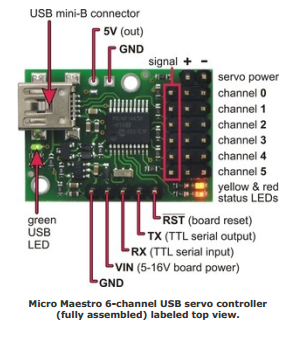 USB mini-B connector
5V (out)
GND
signal + −
servo power
channel 0
channel 1
channel 2
channel 3
channel 4
channel 5
yellow & red
status LEDs
green
USB
LED
RST (board reset)
TX (TTL serial output)
RX (TTL serial input)
VIN (5-16V board power)
GND
Micro Maestro 6-channel USB servo controller
(fully assembled) labeled top view.